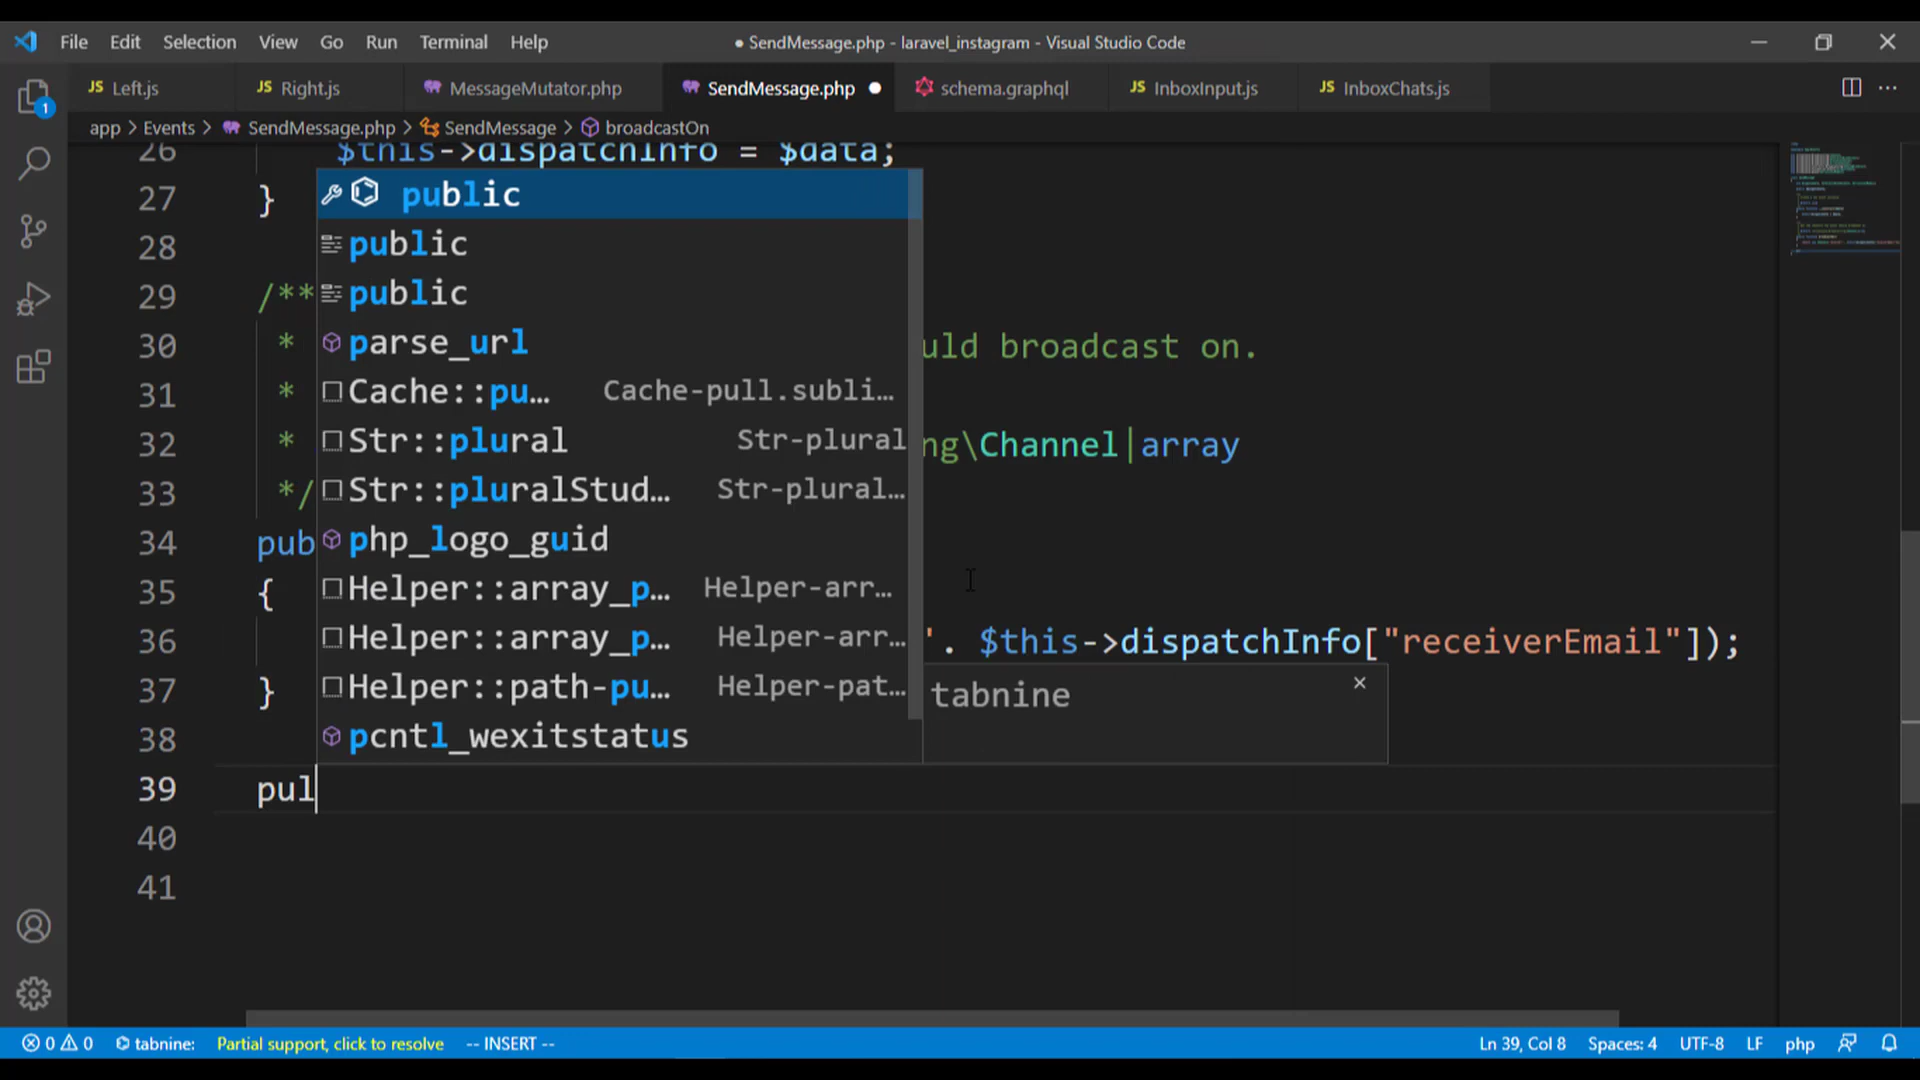 File Edit Selection View Go Run Terminal Help
● SendMessage.php - laravel_instagram - Visual Studio Code
JS Left.js JS Right.js MessageMutator.php SendMessage.php schema.graphql JS InboxInput.js JS InboxChats.js
app > Events > SendMessage.php > SendMessage > broadcastOn
26 $this->dispatchInfo = $data;
27 }
28
29 /**
30 * uld broadcast on.
31 *
32 * ng\Channel|array
33 */
34 pub
35 {
36 '. $this->dispatchInfo["receiverEmail"]);
37 }
38
39 pul
40
41
public
public
public
parse_url
Cache::pu… Cache-pull.subli…
Str::plural Str-plural
Str::pluralStud… Str-plural…
php_logo_guid
Helper::array_p… Helper-arr…
Helper::array_p… Helper-arr…
Helper::path-pu… Helper-pat…
pcntl_wexitstatus
tabnine
1
0 0 tabnine: Partial support, click to resolve -- INSERT -- Ln 39, Col 8 Spaces: 4 UTF-8 LF php